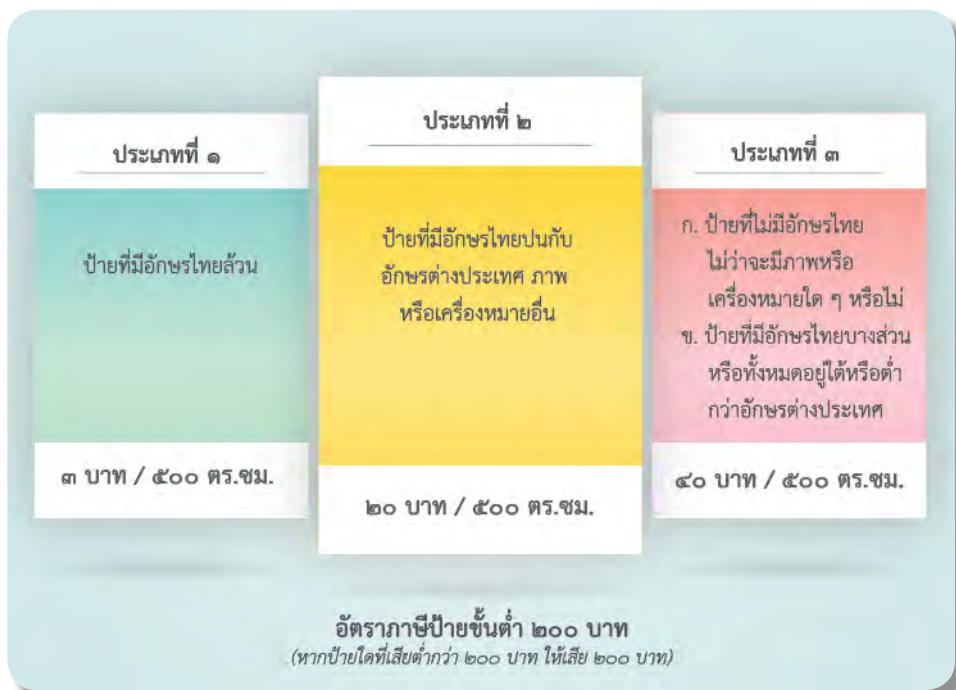 ประเภทที่ ๑
ป้ายที่มีอักษรไทยล้วน
๓ บาท / ๕๐๐ ตร.ซม.
ประเภทที่ ๒
ป้ายที่มีอักษรไทยปนกับ
อักษรต่างประเทศ ภาพ
หรือเครื่องหมายอื่น
๒๐ บาท / ๕๐๐ ตร.ซม.
ประเภทที่ ๓
ก. ป้ายที่ไม่มีอักษรไทย
ไม่ว่าจะมีภาพหรือ
เครื่องหมายใด ๆ หรือไม่
ข. ป้ายที่มีอักษรไทยบางส่วน
หรือทั้งหมดอยู่ใต้หรือต่ำ
กว่าอักษรต่างประเทศ
๔๐ บาท / ๕๐๐ ตร.ซม.
อัตราภาษีป้ายขั้นต่ำ ๒๐๐ บาท
(หากป้ายใดที่เสียต่ำกว่า ๒๐๐ บาท ให้เสีย ๒๐๐ บาท)